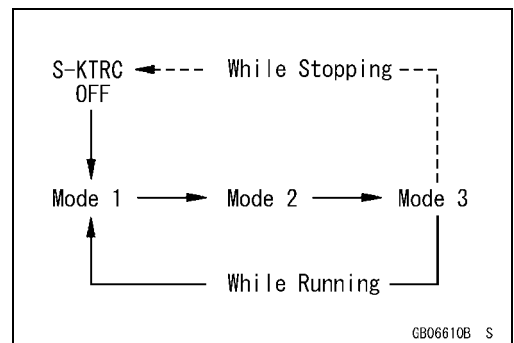 S-KTRC While Stopping
OFF
Mode 1 Mode 2 Mode 3
While Running
GB06610B S